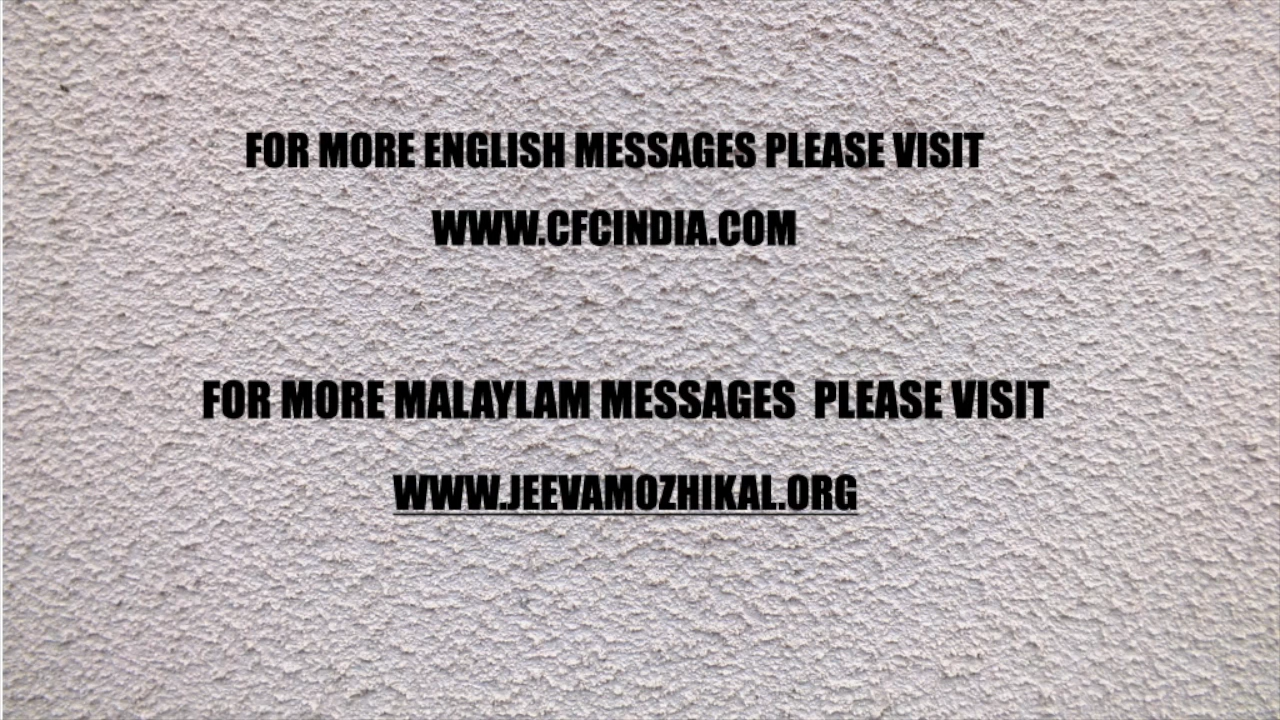 FOR MORE ENGLISH MESSAGES PLEASE VISIT
WWW.CFCINDIA.COM
FOR MORE MALAYLAM MESSAGES PLEASE VISIT
WWW.JEEVAMOZHIKAL.ORG